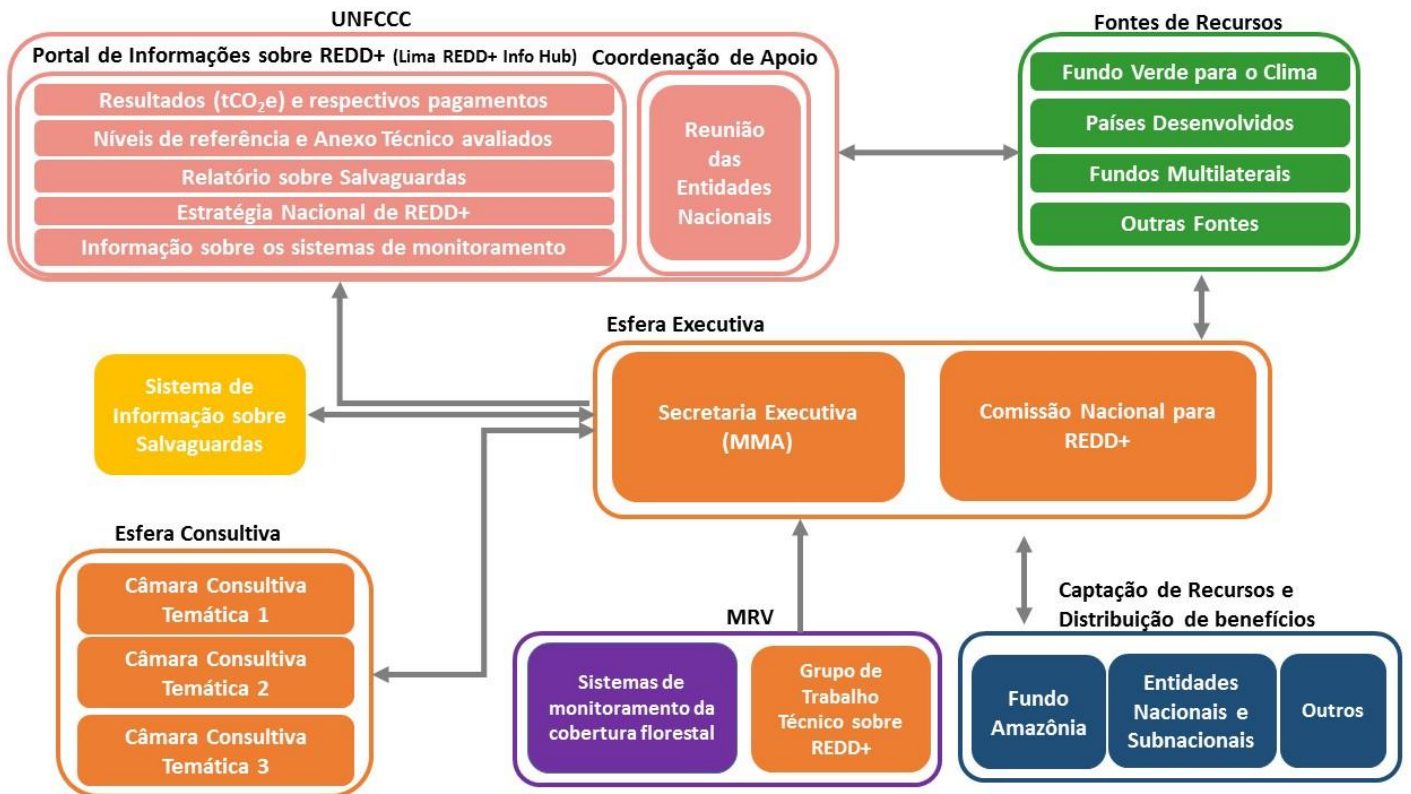 UNFCCC
Portal de Informações sobre REDD+ (Lima REDD+ Info Hub)
Resultados (tCO₂e) e respectivos pagamentos
Níveis de referência e Anexo Técnico avaliados
Relatório sobre Salvaguardas
Estratégia Nacional de REDD+
Informação sobre os sistemas de monitoramento
Coordenação de Apoio
Reunião
das
Entidades
Nacionais
Fontes de Recursos
Fundo Verde para o Clima
Países Desenvolvidos
Fundos Multilaterais
Outras Fontes
Esfera Executiva
Secretaria Executiva
(MMA)
Comissão Nacional para
REDD+
Sistema de
Informação sobre
Salvaguardas
Esfera Consultiva
Câmara Consultiva
Temática 1
Câmara Consultiva
Temática 2
Câmara Consultiva
Temática 3
MRV
Sistemas de
monitoramento da
cobertura florestal
Grupo de
Trabalho
Técnico sobre
REDD+
Captação de Recursos e
Distribuição de benefícios
Fundo
Amazônia
Entidades
Nacionais e
Subnacionais
Outros